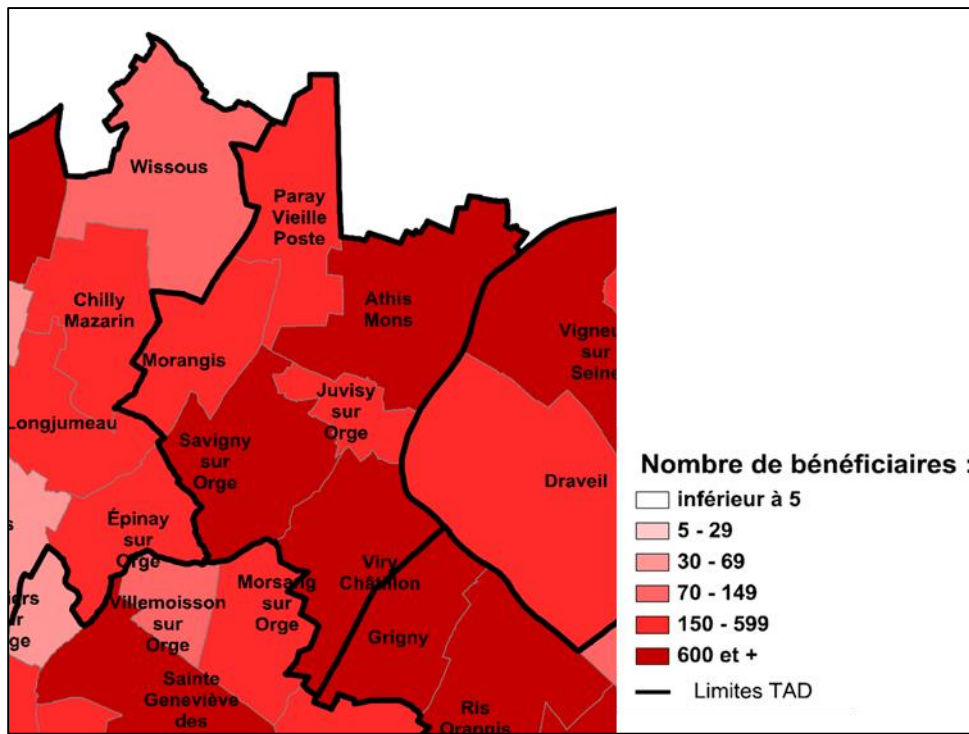 Wissous
Paray
Vieille
Poste
Athis
Mons
Chilly
Mazarin
Vigneu
sur
Seine
Morangis
Juvisy
sur
Orge
Longjumeau
Savigny
sur
Orge
Draveil
Épinay
sur
Orge
s
Viry
Châtillon
Morsang
sur
Orge
Villemoisson
sur
Orge
iers
r
ge
Grigny
Sainte
Geneviève
des
Ris
Orangis
Nombre de bénéficiaires :
inférieur à 5
5 - 29
30 - 69
70 - 149
150 - 599
600 et +
Limites TAD